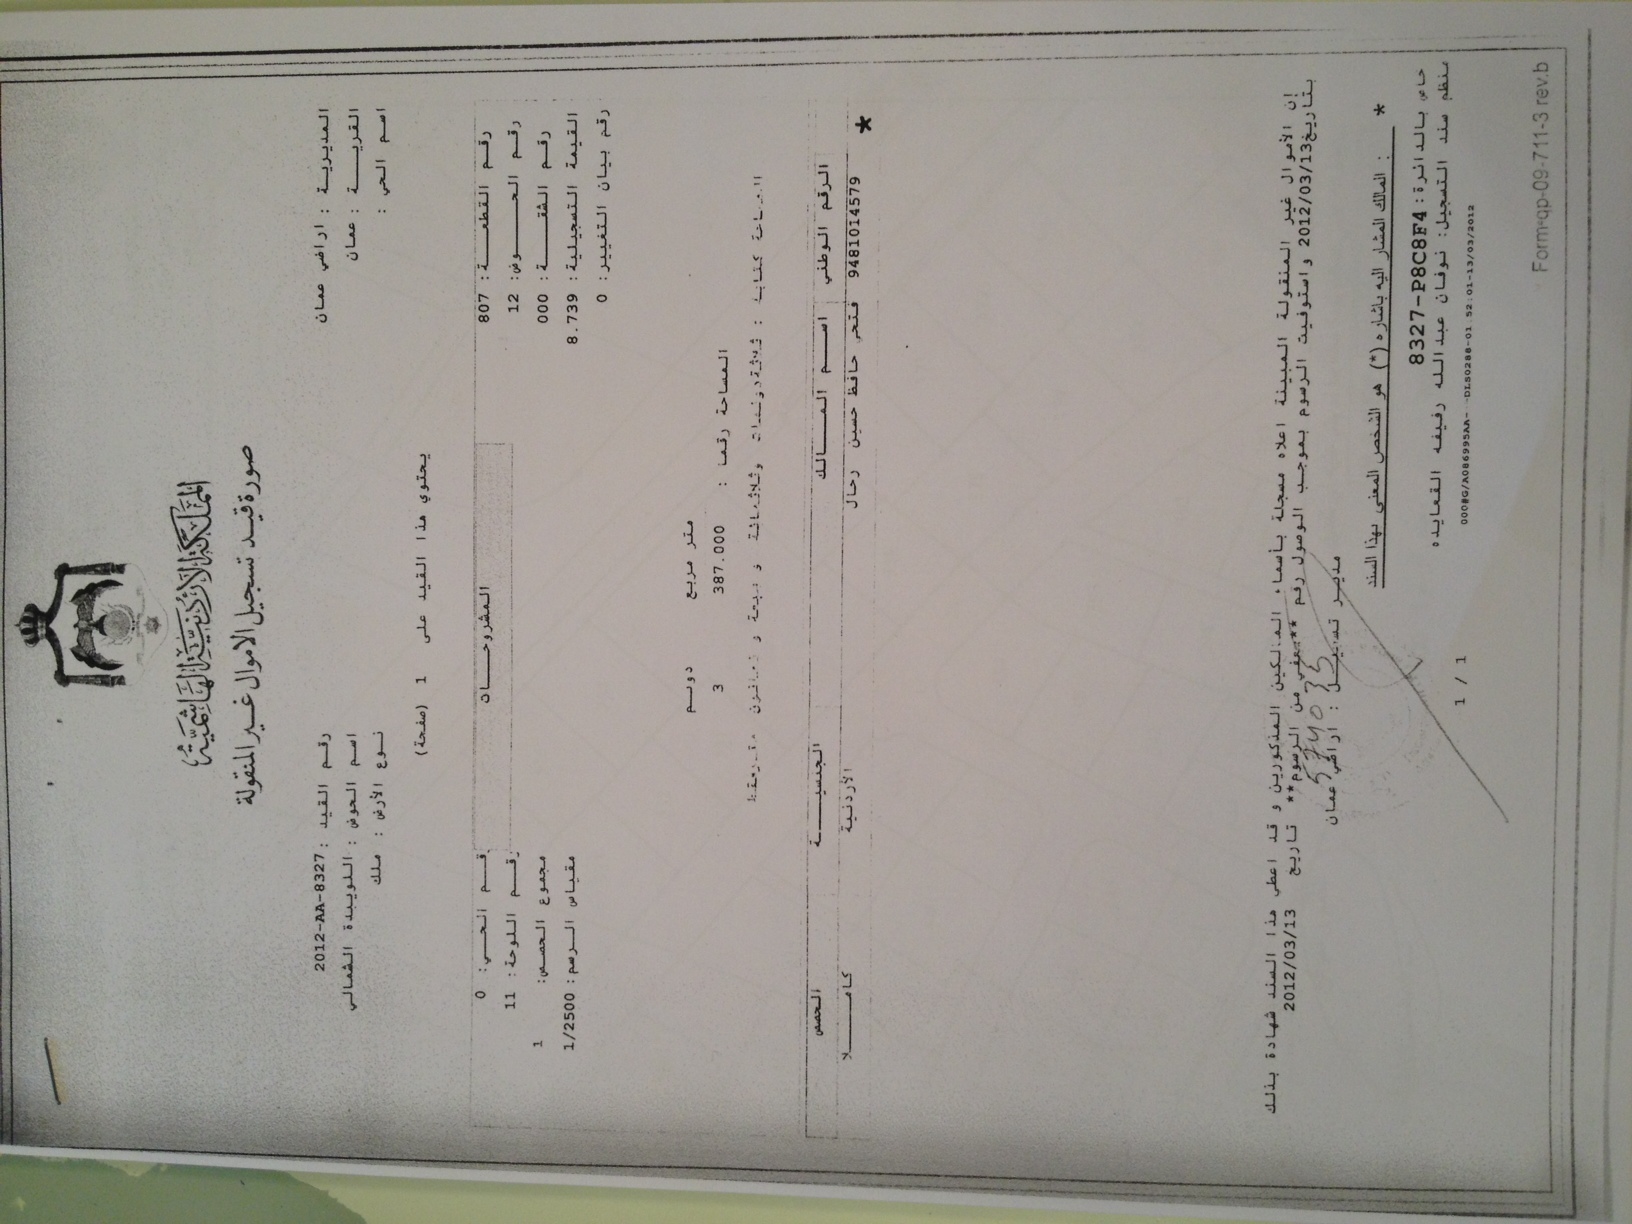 المملكة الأردنية الهاشمية
صورة قيد تسجيل الاموال غير المنقولة
المديرية : اراضي عمان رقم القيد : 2012-AA-8327
القرية : عمان اسم الحوض : اللويبدة الشمالي
اسم الحي : نوع الأرض : ملك
يحتوي هذا القيد على 1 (صفحة)
رقم القطعة: 807 المشروحات رقم الحي: 0
رقم الحوض: 12 رقم اللوحة: 11
رقم الشقة: 000 مجموع الحصص: 1
القيمة التسجيلية: 8.739 مقياس الرسم: 1/2500
رقم بيان التغيير: 0
متر مربع دونم
المساحة رقما : 387.000 3
المساحة كتابة : ثلاثة دونمات وثلاثمائة و سبعة و ثمانون
الرقم الوطني اسم المالك الجنسية الحصص
* 9481014579 فتحي حافظ حسين رحال الأردنية كاملا
إن الأموال غير المنقولة المبينة اعلاه مسجلة بأسماء المالكين المذكورين و قد اعطي هذا السند شهادة بذلك
بتاريخ 2012/03/13 واستوفيت الرسوم بموجب الوصول رقم **معفي من الرسوم** تاريخ 2012/03/13
مدير تسجيل : اراضي عمان
* : المالك المشار اليه باشاره (*) هو الشخص المعني بهذا السند
خاص بالدائرة: 8327-P8C8F4
منظم سند التسجيل: نوفان عبدالله رفيفه القعايده
1 / 1 000#G/A086995AA- -DLS0288-01 52:01-13/03/2012
Form-qp-09-711-3 rev.b